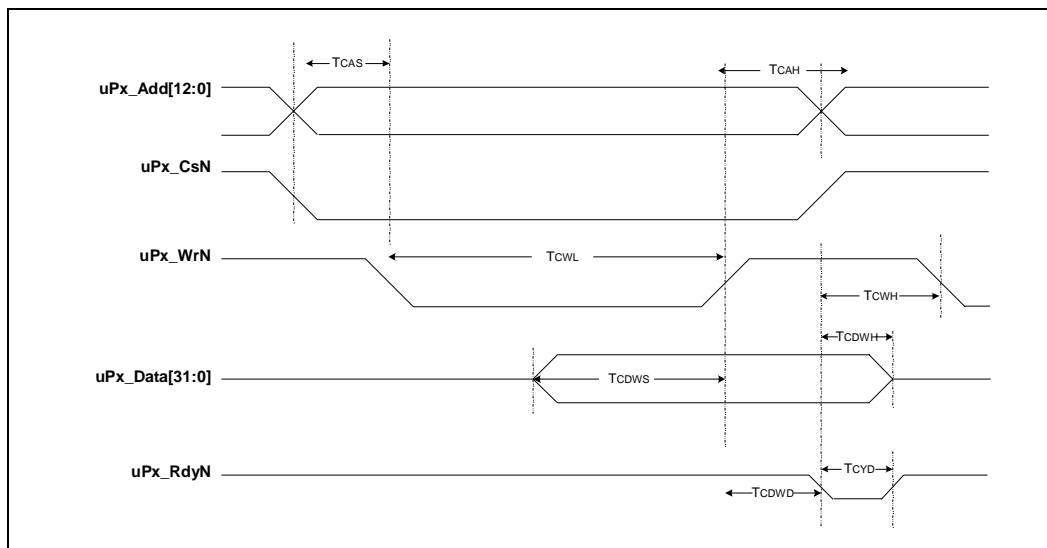 TCAS
TCAH
uPx_Add[12:0]
uPx_CsN
uPx_WrN
TCWL
TCWH
TCDWH
uPx_Data[31:0]
TCDWS
uPx_RdyN
TCYD
TCDWD